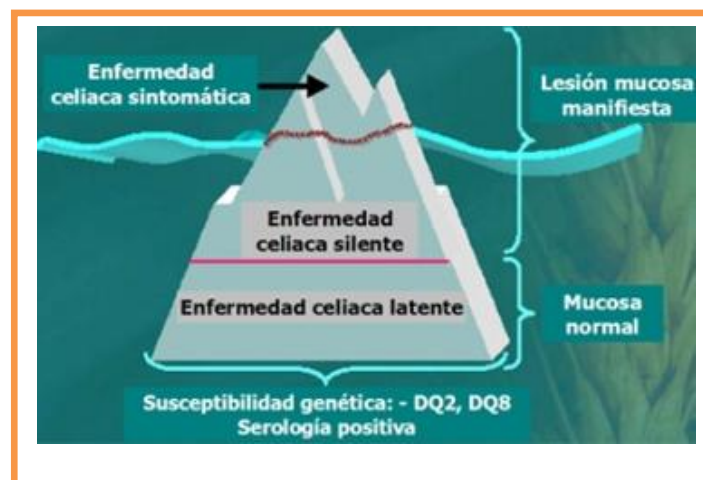 Enfermedad
celiaca sintomática
Lesión mucosa
manifiesta
Enfermedad
celiaca silente
Enfermedad celiaca latente
Mucosa
normal
Susceptibilidad genética: - DQ2, DQ8
Serología positiva